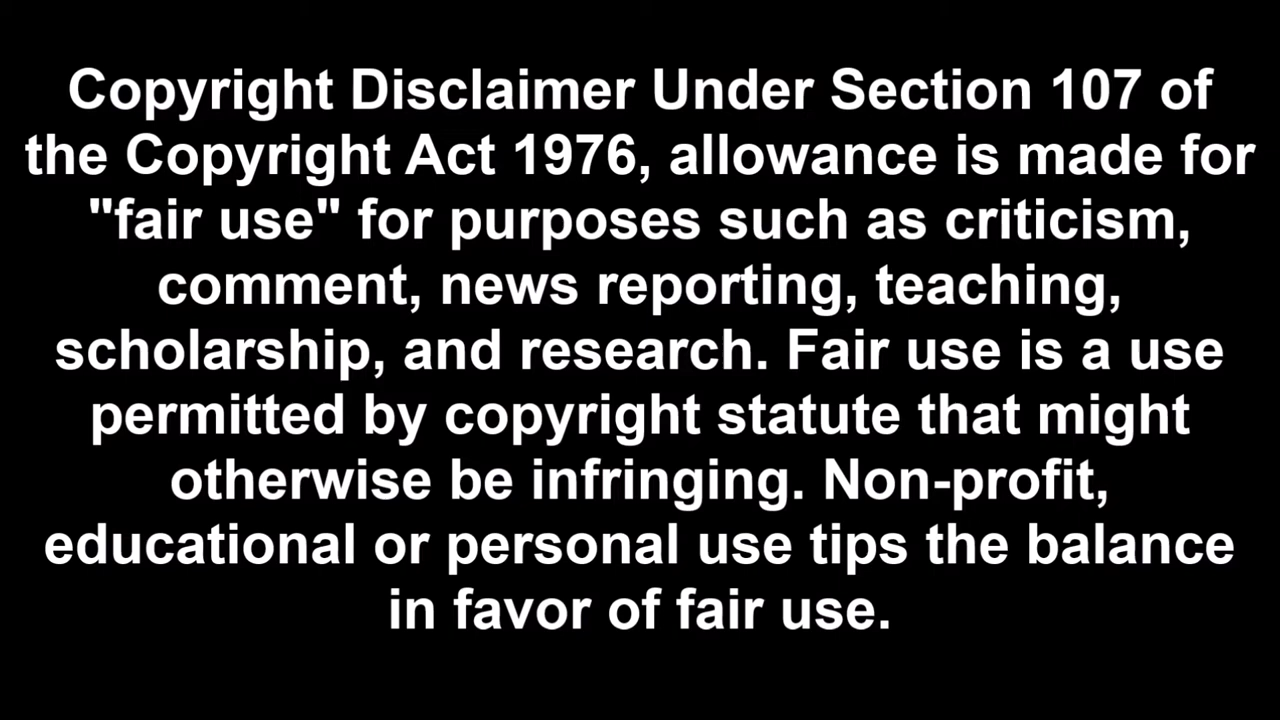 Copyright Disclaimer Under Section 107 of
the Copyright Act 1976, allowance is made for
"fair use" for purposes such as criticism,
comment, news reporting, teaching,
scholarship, and research. Fair use is a use
permitted by copyright statute that might
otherwise be infringing. Non-profit,
educational or personal use tips the balance
in favor of fair use.